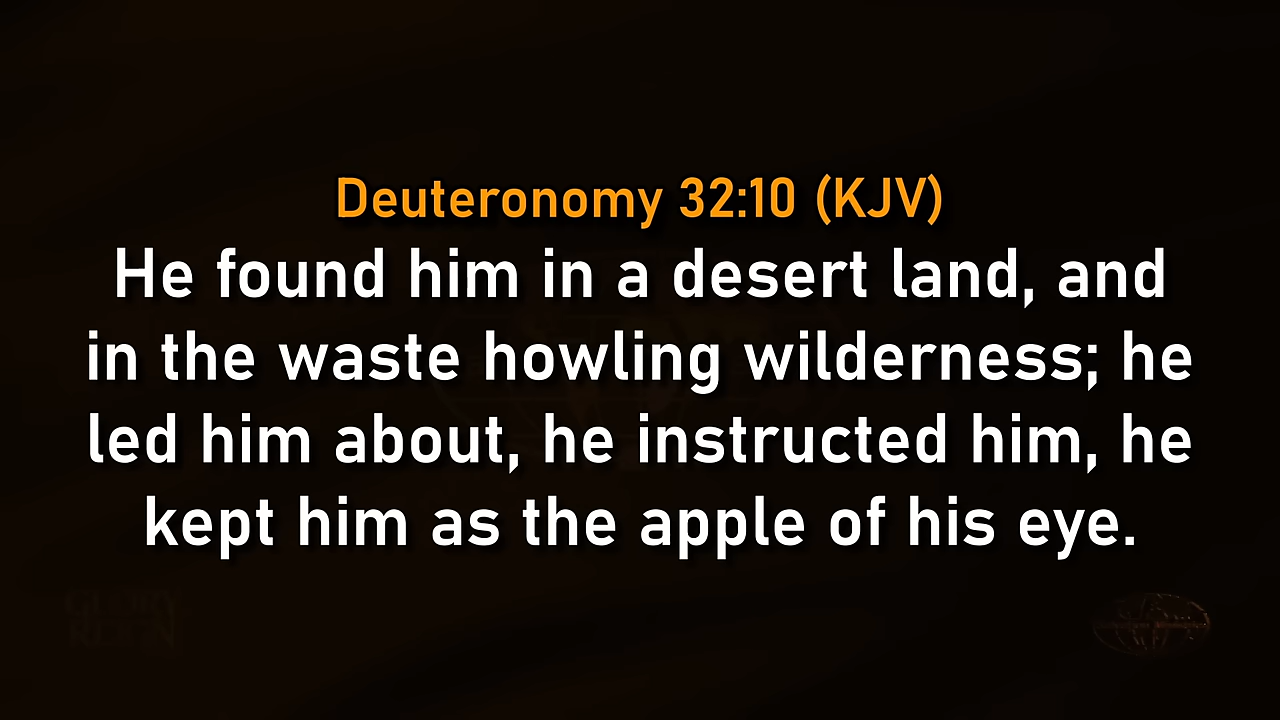 Deuteronomy 32:10 (KJV)
He found him in a desert land, and
in the waste howling wilderness; he
led him about, he instructed him, he
kept him as the apple of his eye.